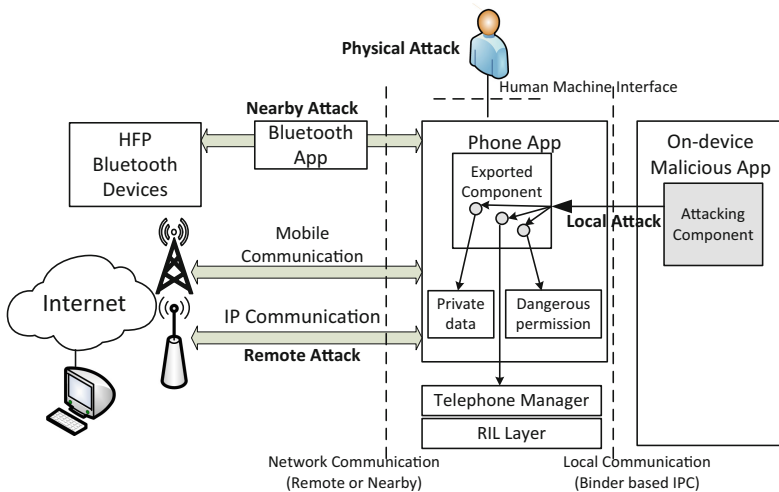 Physical Attack
Human Machine Interface
Nearby Attack
HFP
Bluetooth
Devices
Bluetooth
App
Phone App
Exported
Component
On-device
Malicious App
Attacking
Component
Local Attack
Mobile
Communication
Internet
IP Communication
Remote Attack
Private
data
Dangerous
permission
Telephone Manager
RIL Layer
Network Communication
(Remote or Nearby)
Local Communication
(Binder based IPC)